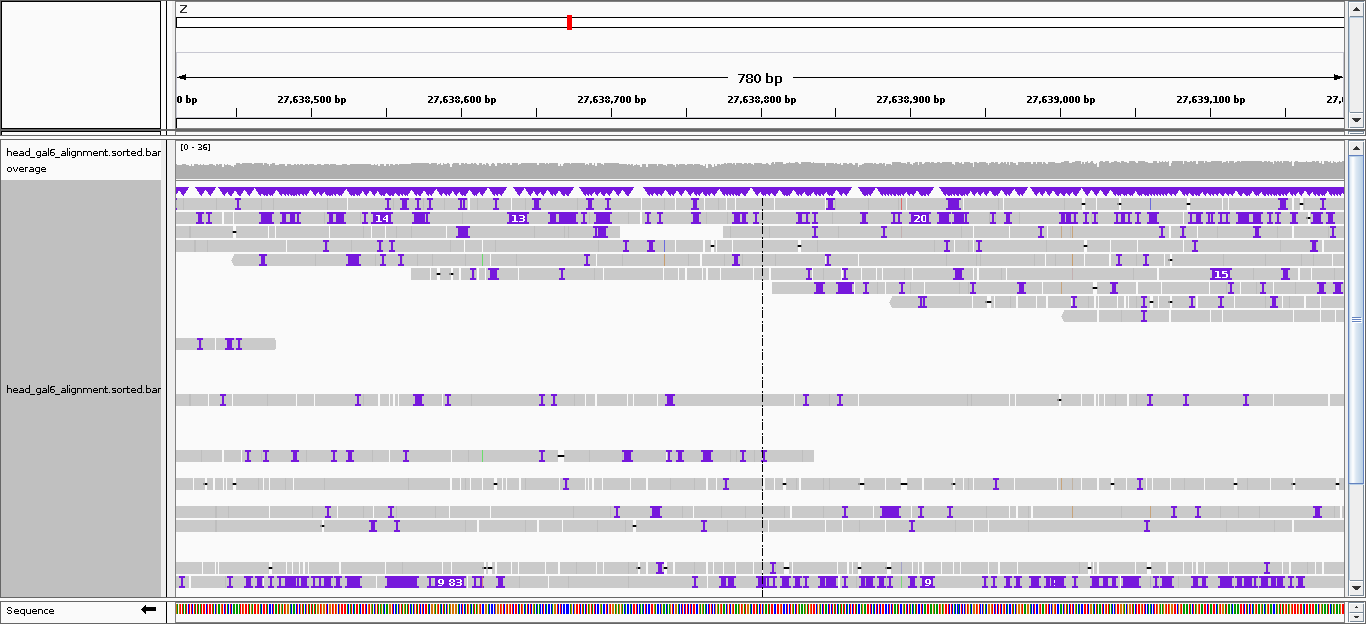 Z
780 bp
0 bp 27,638,500 bp 27,638,600 bp 27,638,700 bp 27,638,800 bp 27,638,900 bp 27,639,000 bp 27,639,100 bp 27,
head_gal6_alignment.sorted.bar
overage
[0 - 36]
14 13 20
15
head_gal6_alignment.sorted.bar
9 83 9
Sequence